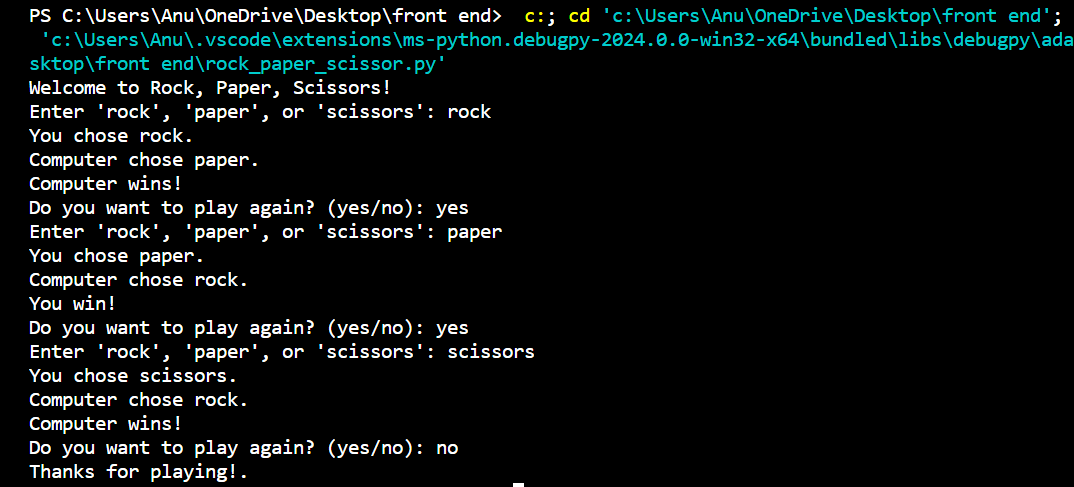 PS C:\Users\Anu\OneDrive\Desktop\front end>  c:; cd 'c:\Users\Anu\OneDrive\Desktop\front end';
'c:\Users\Anu\.vscode\extensions\ms-python.debugpy-2024.0.0-win32-x64\bundled\libs\debugpy\ada
sktop\front end\rock_paper_scissor.py'
Welcome to Rock, Paper, Scissors!
Enter 'rock', 'paper', or 'scissors': rock
You chose rock.
Computer chose paper.
Computer wins!
Do you want to play again? (yes/no): yes
Enter 'rock', 'paper', or 'scissors': paper
You chose paper.
Computer chose rock.
You win!
Do you want to play again? (yes/no): yes
Enter 'rock', 'paper', or 'scissors': scissors
You chose scissors.
Computer chose rock.
Computer wins!
Do you want to play again? (yes/no): no
Thanks for playing!.